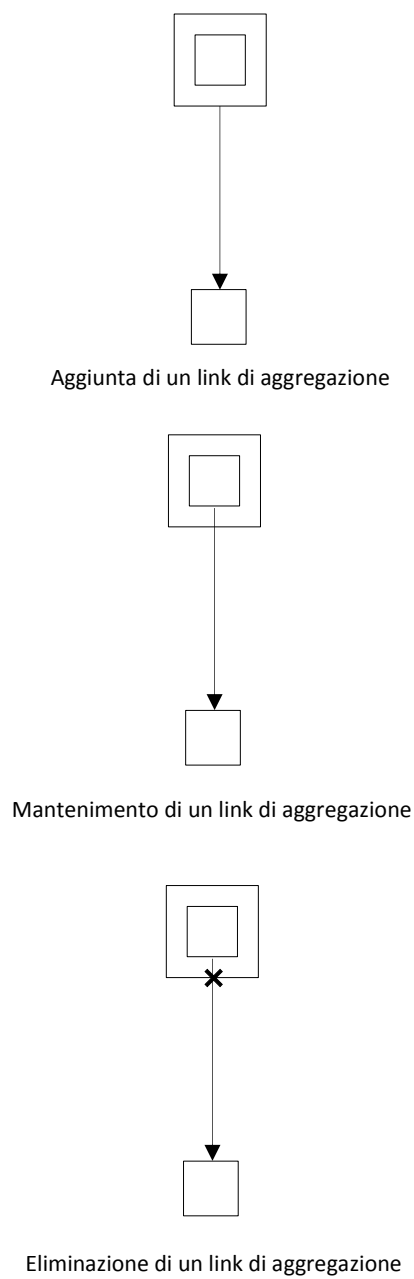 Aggiunta di un link di aggregazione
Mantenimento di un link di aggregazione
Eliminazione di un link di aggregazione